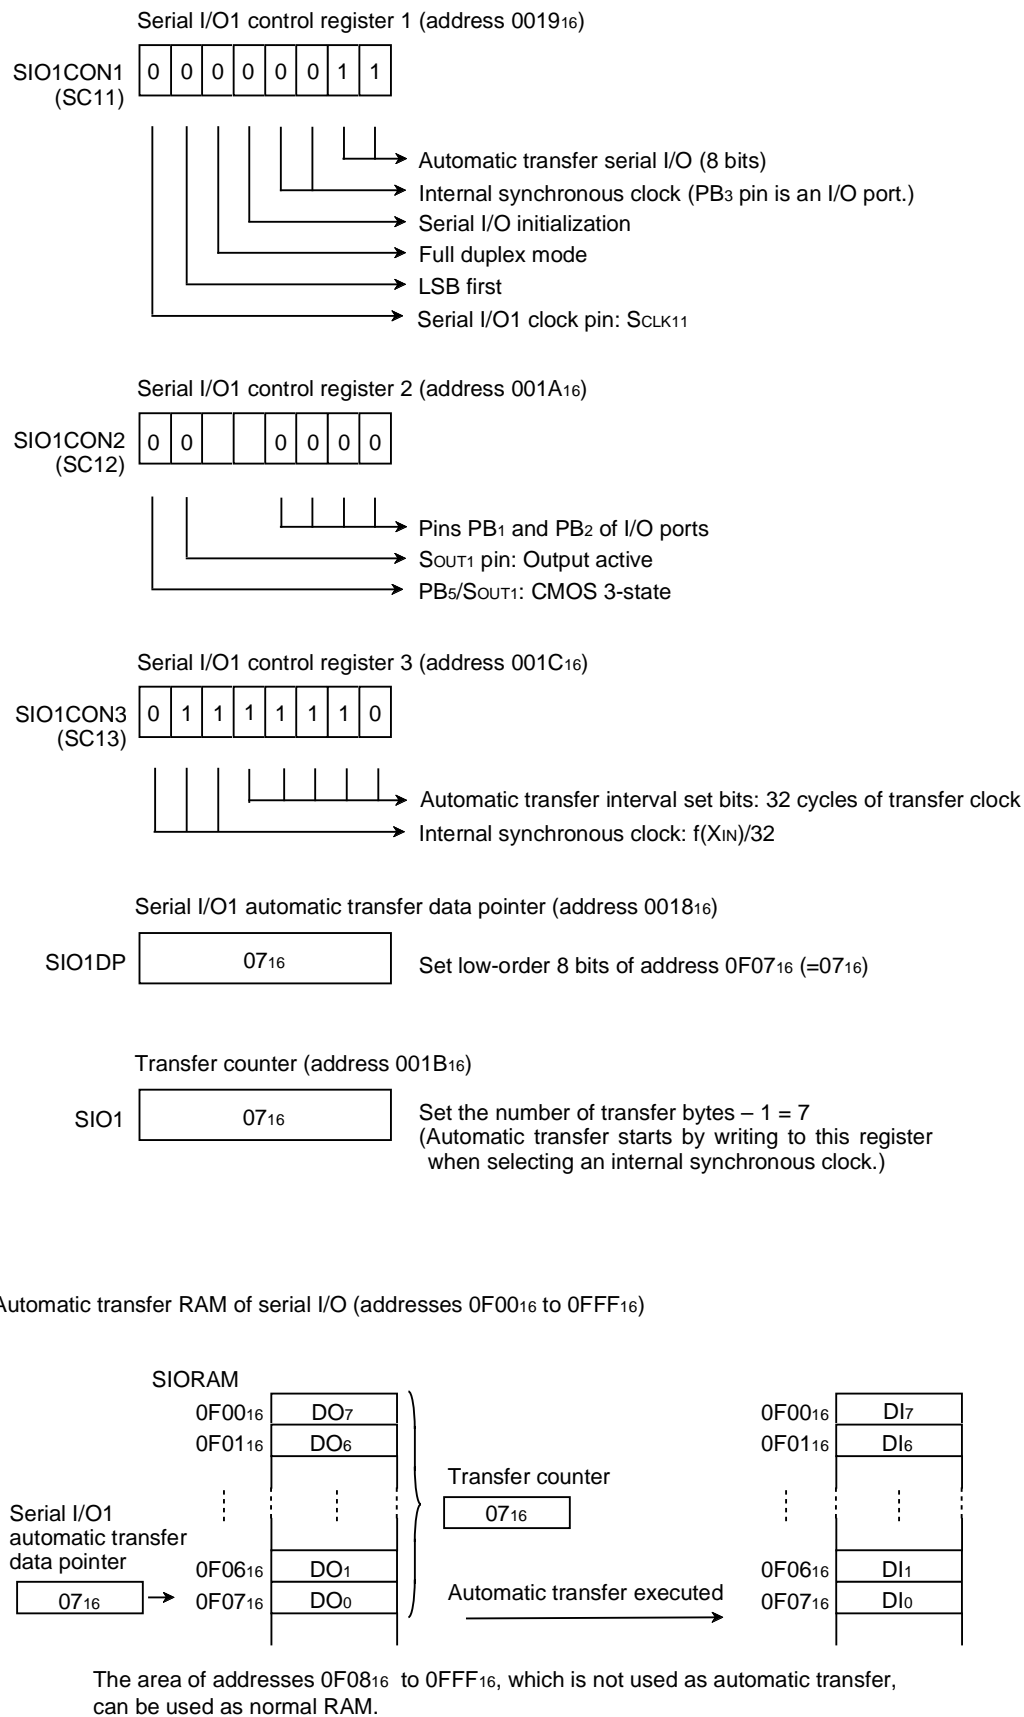 Serial I/O1 control register 1 (address 0019₁₆)
SIO1CON1 0 0 0 0 0 0 1 1
(SC11)
Automatic transfer serial I/O (8 bits)
Internal synchronous clock (PB₃ pin is an I/O port.)
Serial I/O initialization
Full duplex mode
LSB first
Serial I/O1 clock pin: SCLK11
Serial I/O1 control register 2 (address 001A₁₆)
SIO1CON2 0 0 0 0 0 0
(SC12)
Pins PB₁ and PB₂ of I/O ports
SOUT1 pin: Output active
PB₅/SOUT1: CMOS 3-state
Serial I/O1 control register 3 (address 001C₁₆)
SIO1CON3 0 1 1 1 1 1 1 0
(SC13)
Automatic transfer interval set bits: 32 cycles of transfer clock
Internal synchronous clock: f(XIN)/32
Serial I/O1 automatic transfer data pointer (address 0018₁₆)
SIO1DP 07₁₆ Set low-order 8 bits of address 0F07₁₆ (=07₁₆)
Transfer counter (address 001B₁₆)
SIO1 07₁₆ Set the number of transfer bytes – 1 = 7
(Automatic transfer starts by writing to this register
when selecting an internal synchronous clock.)
Automatic transfer RAM of serial I/O (addresses 0F00₁₆ to 0FFF₁₆)
SIORAM
0F00₁₆ DO₇ 0F00₁₆ DI₇
0F01₁₆ DO₆ 0F01₁₆ DI₆
Transfer counter
07₁₆
Serial I/O1
automatic transfer
data pointer
07₁₆
0F06₁₆ DO₁ 0F06₁₆ DI₁
0F07₁₆ DO₀ Automatic transfer executed 0F07₁₆ DI₀
The area of addresses 0F08₁₆ to 0FFF₁₆, which is not used as automatic transfer,
can be used as normal RAM.